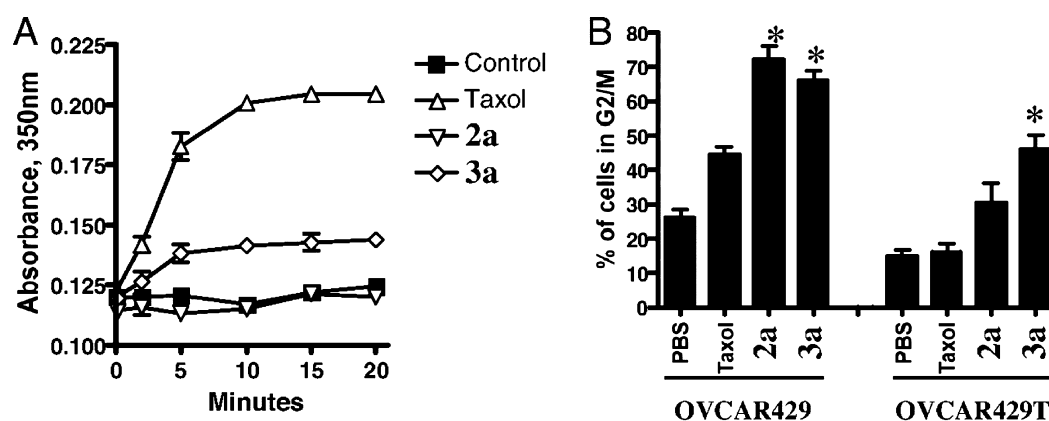 A
Absorbance, 350nm
0.225
0.200
0.175
0.150
0.125
0.100
0
5
10
15
20
Minutes
Control
Taxol
2a
3a
B
% of cells in G2/M
80
70
60
50
40
30
20
10
0
*
*
*
PBS
Taxol
2a
3a
PBS
Taxol
2a
3a
OVCAR429
OVCAR429T